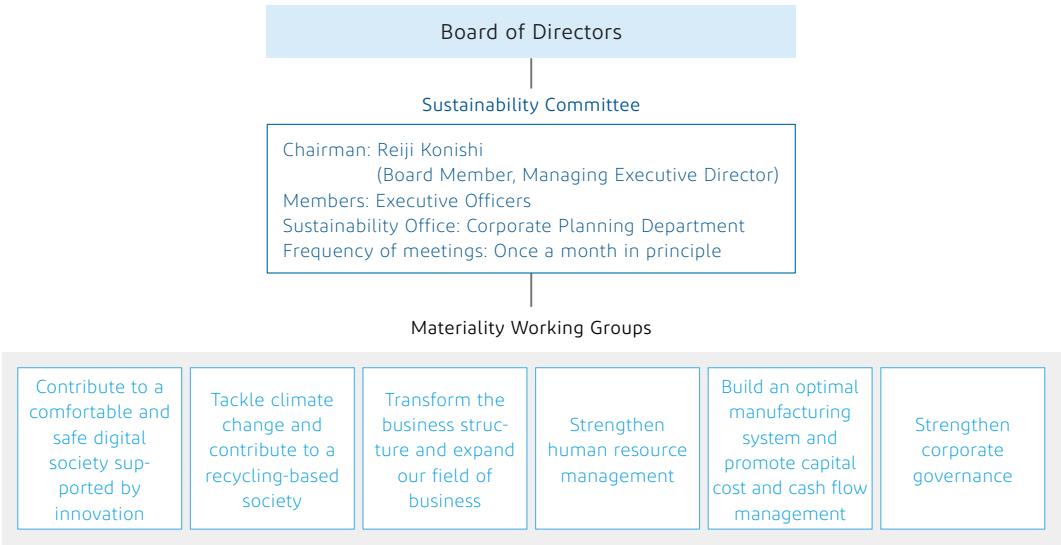 Board of Directors
Sustainability Committee
Chairman: Reiji Konishi
(Board Member, Managing Executive Director)
Members: Executive Officers
Sustainability Office: Corporate Planning Department
Frequency of meetings: Once a month in principle
Materiality Working Groups
Contribute to a
comfortable and
safe digital
society sup-
ported by
innovation
Tackle climate
change and
contribute to a
recycling-based
society
Transform the
business struc-
ture and expand
our field of
business
Strengthen
human resource
management
Build an optimal
manufacturing
system and
promote capital
cost and cash flow
management
Strengthen
corporate
governance